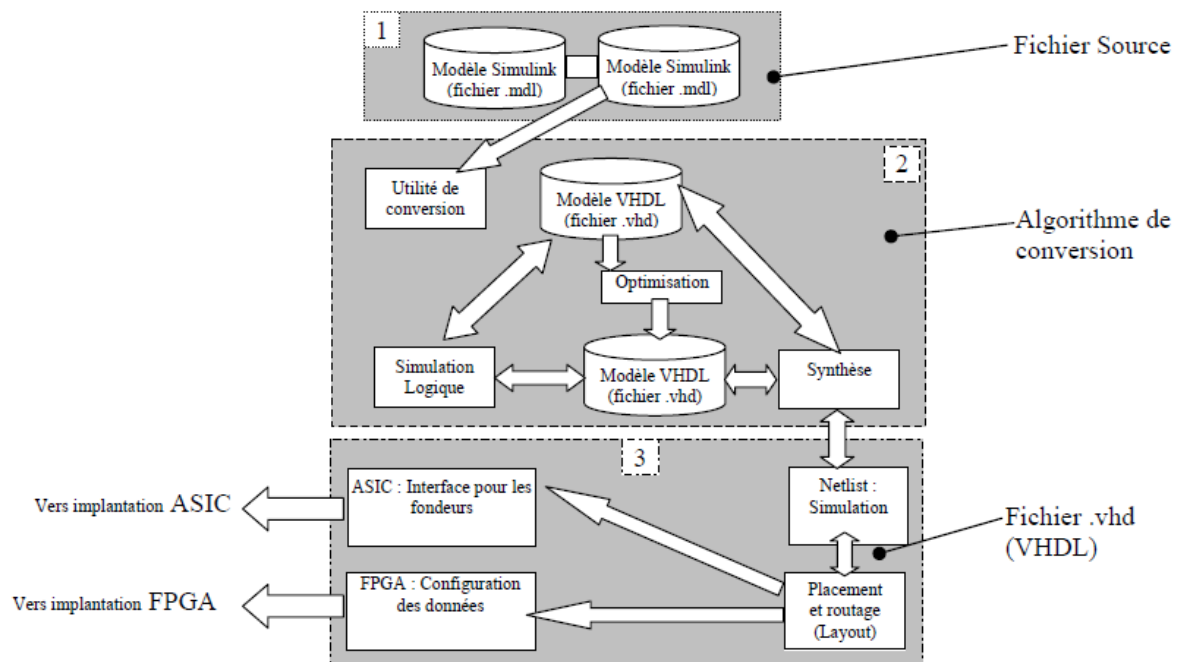 1
Modèle Simulink
(fichier .mdl)
Modèle Simulink
(fichier .mdl)
Fichier Source
2
Utilité de
conversion
Modèle VHDL
(fichier .vhd)
Algorithme de
conversion
Optimisation
Simulation
Logique
Modèle VHDL
(fichier .vhd)
Synthèse
3
Vers implantation ASIC
ASIC : Interface pour les
fondeurs
Netlist :
Simulation
Fichier .vhd
(VHDL)
Vers implantation FPGA
FPGA : Configuration
des données
Placement
et routage
(Layout)